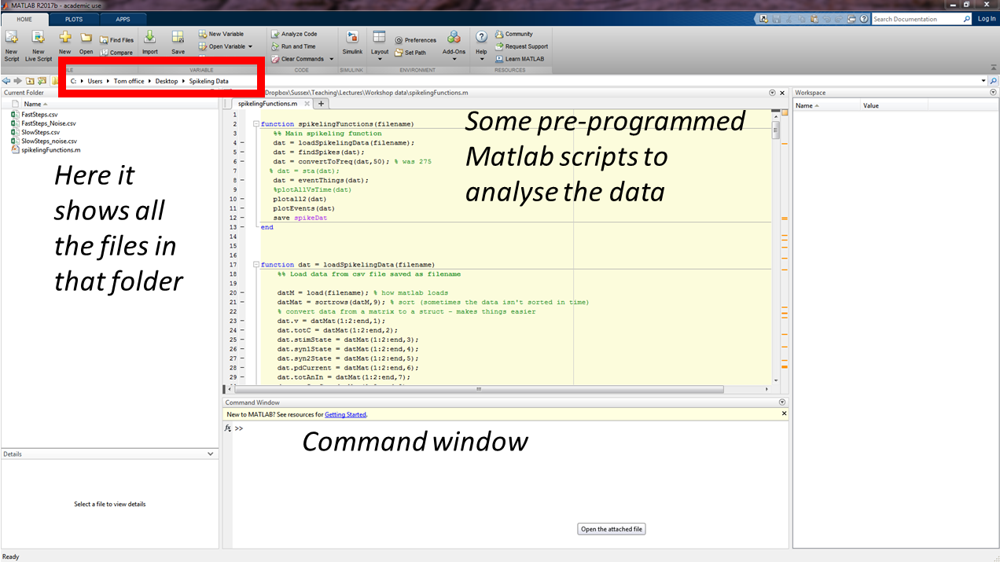 MATLAB R2017b - academic use
HOME PLOTS APPS
Search Documentation Log In
New Script
New Live Script
New
Open
Find Files
Compare
Import
Save
New Variable
Open Variable
Analyze Code
Run and Time
Clear Commands
Simulink
Layout
Preferences
Set Path
Add-Ons
Help
Community
Request Support
Learn MATLAB
VARIABLE CODE SIMULINK ENVIRONMENT RESOURCES
C: Users Tom office Desktop Spikeling Data
Current Folder
Name
FastSteps.csv
FastSteps_Noise.csv
SlowSteps.csv
SlowSteps_noise.csv
spikelingFunctions.m
Here it
shows all
the files in
that folder
Details
Select a file to view details
Dropbox\Sussex\Teaching\Lectures\Workshop data\spikelingFunctions.m
spikelingFunctions.m
1
2 function spikelingFunctions(filename)
3 %% Main spikeling function
4 dat = loadSpikelingData(filename);
5 dat = findSpikes(dat);
6 dat = convertToFreq(dat,50); % was 275
7 % dat = sta(dat);
8 dat = eventThings(dat);
9 %plotAllVsTime(dat)
10 plotall2(dat)
11 plotEvents(dat)
12 save spikeDat
13 end
14
15
16
17 function dat = loadSpikelingData(filename)
18 %% Load data from csv file saved as filename
19
20 datM = load(filename); % how matlab loads
21 datMat = sortrows(datM,9); % sort (sometimes the data isn't sorted in time)
22 % convert data from a matrix to a struct - makes things easier
23 dat.v = datMat(1:2:end,1);
24 dat.totC = datMat(1:2:end,2);
25 dat.stimState = datMat(1:2:end,3);
26 dat.syn1State = datMat(1:2:end,4);
27 dat.syn2State = datMat(1:2:end,5);
28 dat.pdCurrent = datMat(1:2:end,6);
29 dat.totAnIn = datMat(1:2:end,7);
Some pre-programmed
Matlab scripts to
analyse the data
Command Window
New to MATLAB? See resources for Getting Started.
fx >>
Command window
Open the attached file
Workspace
Name Value
Ready